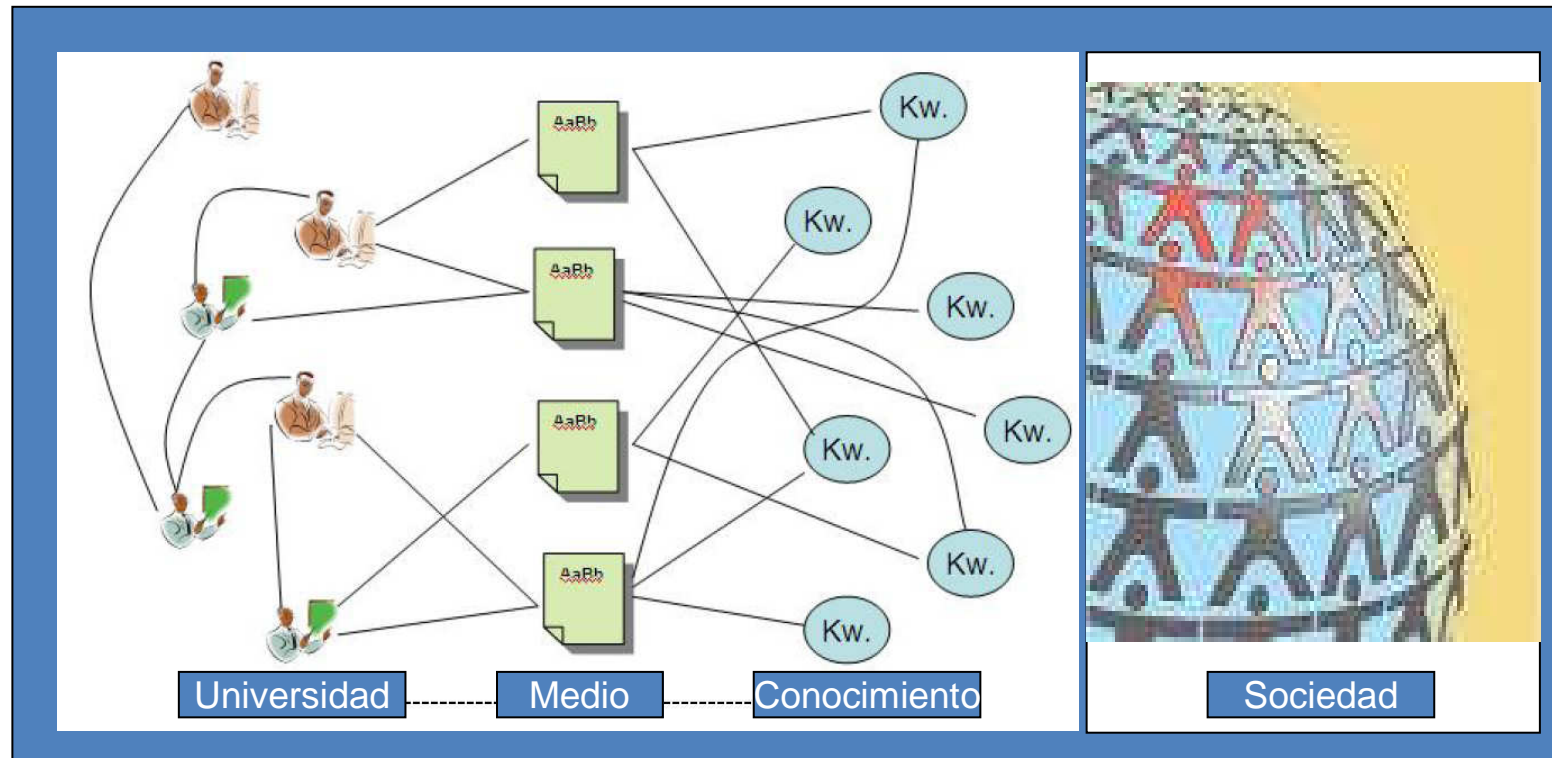 Kw.
AaBb
Kw.
AaBb
Kw.
Kw.
AaBb
Kw.
Kw.
AaBb
Kw.
Universidad
Medio
Conocimiento
Sociedad